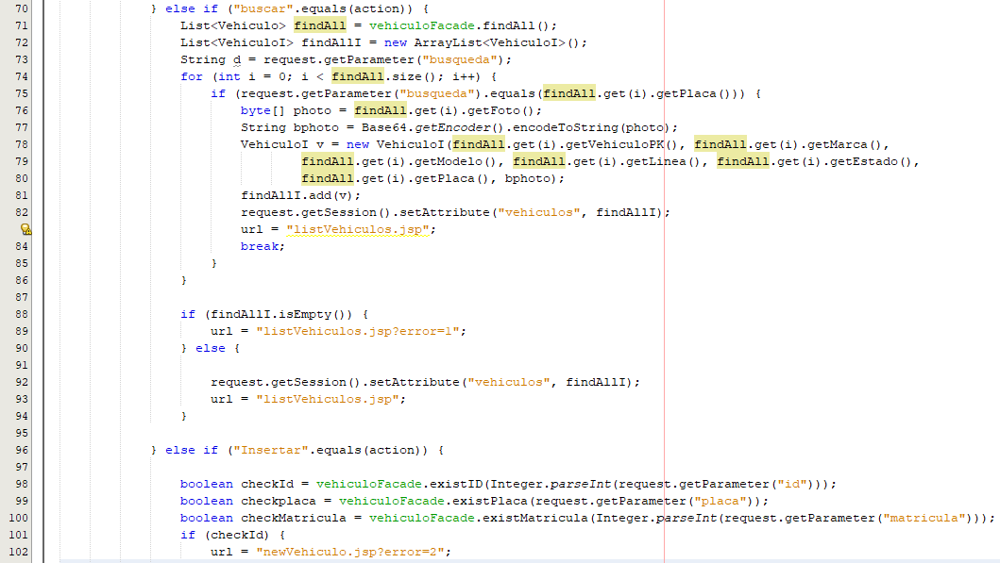 70 } else if ("buscar".equals(action)) {
71 List<Vehiculo> findAll = vehiculoFacade.findAll();
72 List<VehiculoI> findAllI = new ArrayList<VehiculoI>();
73 String d = request.getParameter("busqueda");
74 for (int i = 0; i < findAll.size(); i++) {
75 if (request.getParameter("busqueda").equals(findAll.get(i).getPlaca())) {
76 byte[] photo = findAll.get(i).getFoto();
77 String bphoto = Base64.getEncoder().encodeToString(photo);
78 VehiculoI v = new VehiculoI(findAll.get(i).getVehiculoPK(), findAll.get(i).getMarca(),
79 findAll.get(i).getModelo(), findAll.get(i).getLinea(), findAll.get(i).getEstado(),
80 findAll.get(i).getPlaca(), bphoto);
81 findAllI.add(v);
82 request.getSession().setAttribute("vehiculos", findAllI);
url = "listVehiculos.jsp";
84 break;
85 }
86 }
87
88 if (findAllI.isEmpty()) {
89 url = "listVehiculos.jsp?error=1";
90 } else {
91
92 request.getSession().setAttribute("vehiculos", findAllI);
93 url = "listVehiculos.jsp";
94 }
95
96 } else if ("Insertar".equals(action)) {
97
98 boolean checkId = vehiculoFacade.existID(Integer.parseInt(request.getParameter("id")));
99 boolean checkplaca = vehiculoFacade.existPlaca(request.getParameter("placa"));
100 boolean checkMatricula = vehiculoFacade.existMatricula(Integer.parseInt(request.getParameter("matricula")));
101 if (checkId) {
102 url = "newVehiculo.jsp?error=2";